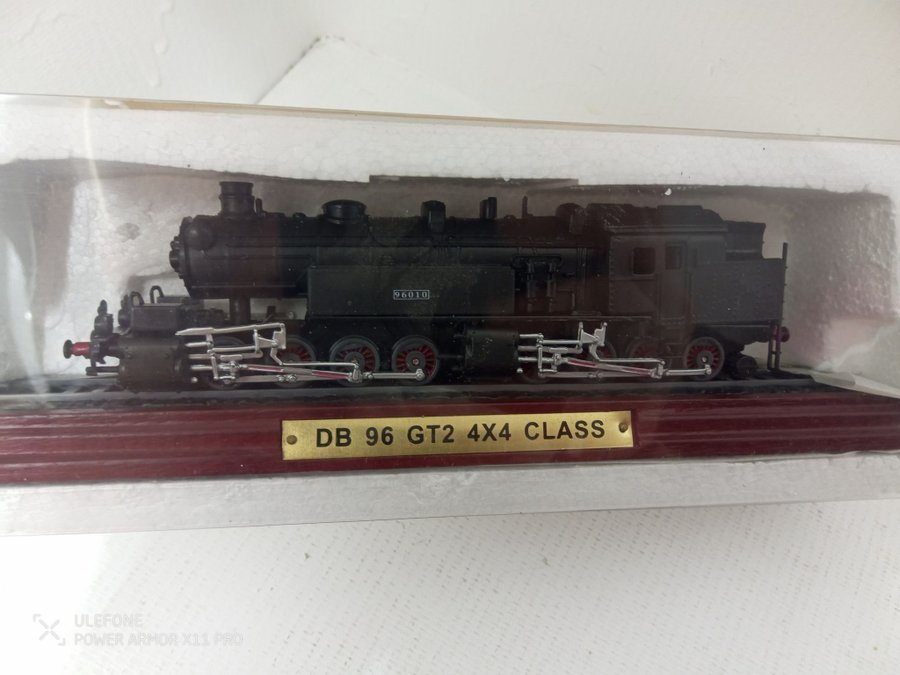 96010
DB 96 GT2 4X4 CLASS
ULEFONE
POWER ARMOR X11 PRO